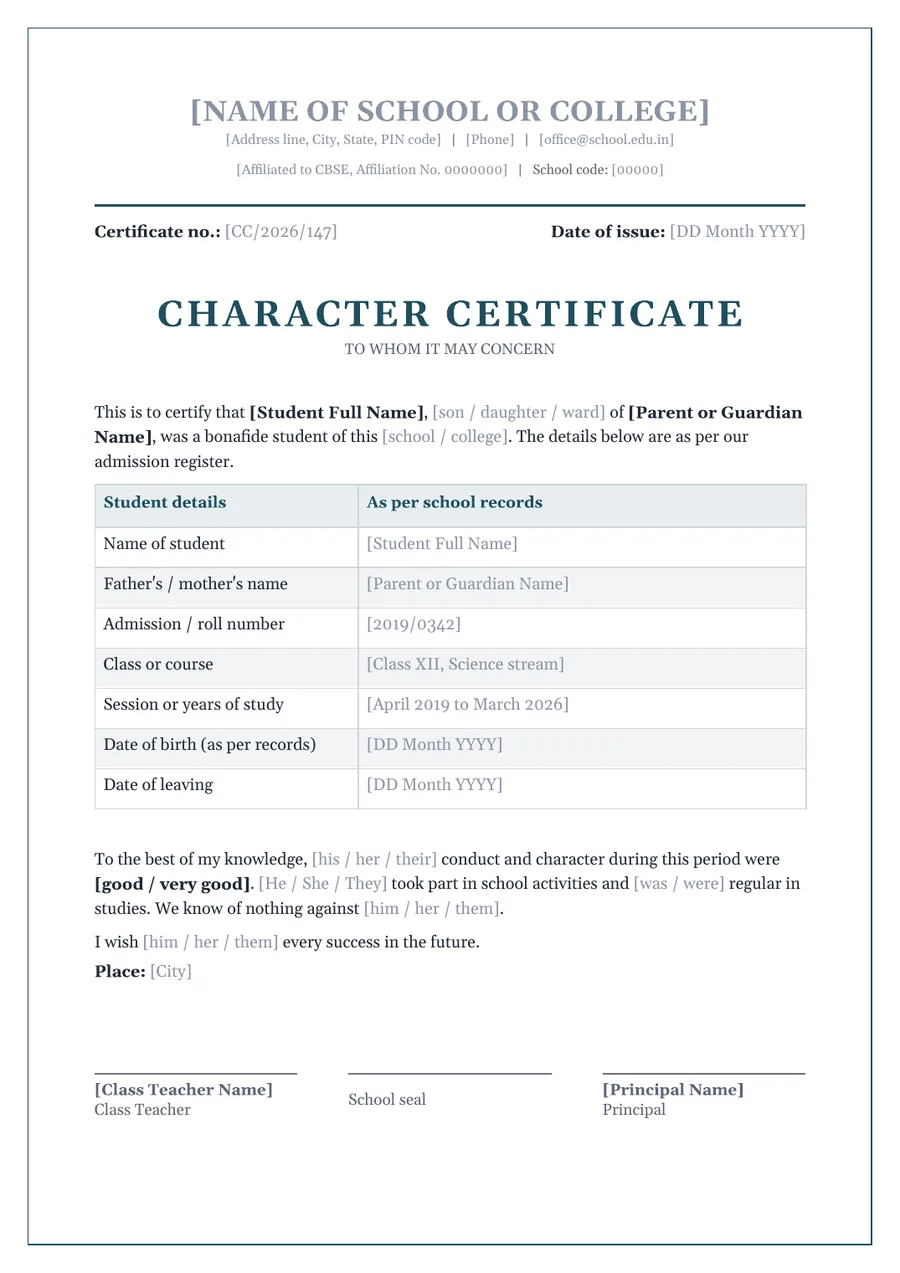 [NAME OF SCHOOL OR COLLEGE]
[Address line, City, State, PIN code] | [Phone] | [office@school.edu.in]
[Affiliated to CBSE, Affiliation No. 0000000] | School code: [00000]
Certificate no.: [CC/2026/147] Date of issue: [DD Month YYYY]
CHARACTER CERTIFICATE
TO WHOM IT MAY CONCERN
This is to certify that [Student Full Name], [son / daughter / ward] of [Parent or Guardian
Name], was a bonafide student of this [school / college]. The details below are as per our
admission register.
Student details As per school records
Name of student [Student Full Name]
Father's / mother's name [Parent or Guardian Name]
Admission / roll number [2019/0342]
Class or course [Class XII, Science stream]
Session or years of study [April 2019 to March 2026]
Date of birth (as per records) [DD Month YYYY]
Date of leaving [DD Month YYYY]
To the best of my knowledge, [his / her / their] conduct and character during this period were
[good / very good]. [He / She / They] took part in school activities and [was / were] regular in
studies. We know of nothing against [him / her / them].
I wish [him / her / them] every success in the future.
Place: [City]
[Class Teacher Name] [Principal Name]
Class Teacher School seal Principal